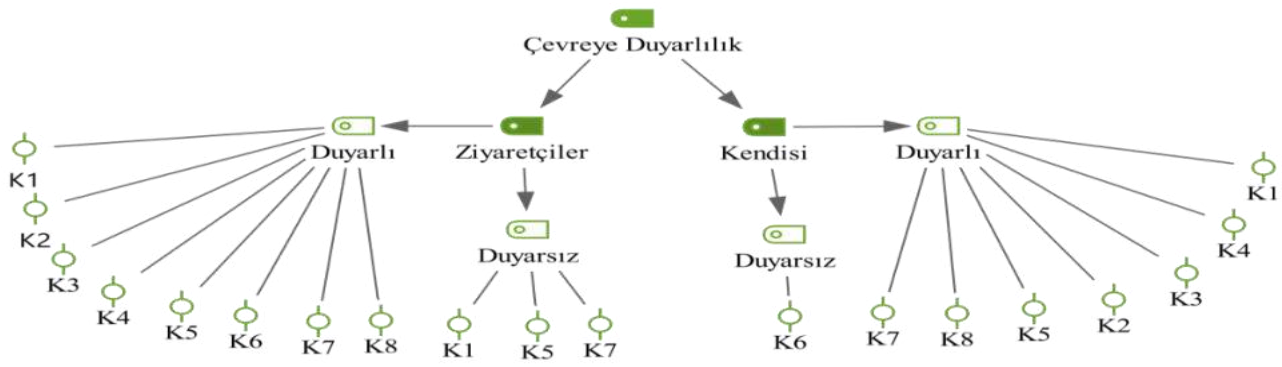 Çevreye Duyarlılık
Duyarlı
Ziyaretçiler
Kendisi
Duyarlı
K1
K2
K3
K4
K5
K6
K7
K8
Duyarsız
K1
K5
K7
Duyarsız
K6
K7
K8
K5
K2
K3
K4
K1